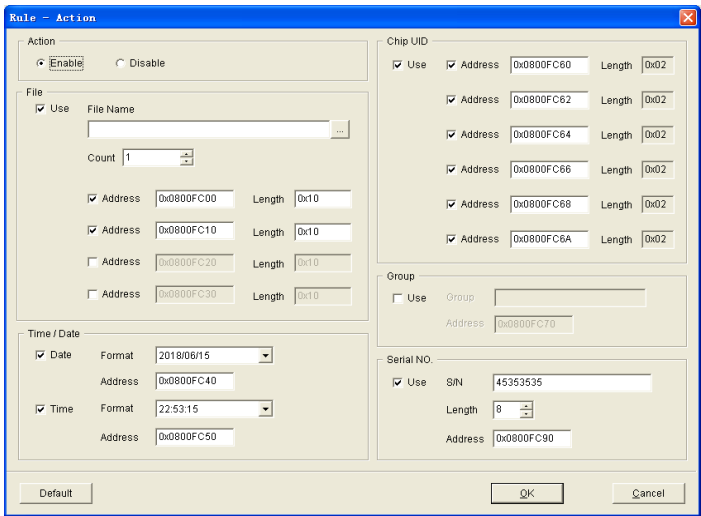 Rule - Action
Action
Enable
Disable
File
Use
File Name
...
Count 1
Address 0x0800FC00 Length 0x10
Address 0x0800FC10 Length 0x10
Address 0x0800FC20 Length 0x10
Address 0x0800FC30 Length 0x10
Time / Date
Date Format 2018/06/15
Address 0x0800FC40
Time Format 22:53:15
Address 0x0800FC50
Chip UID
Use Address 0x0800FC60 Length 0x02
Address 0x0800FC62 Length 0x02
Address 0x0800FC64 Length 0x02
Address 0x0800FC66 Length 0x02
Address 0x0800FC68 Length 0x02
Address 0x0800FC6A Length 0x02
Group
Use Group
Address 0x0800FC70
Serial NO.
Use S/N 45353535
Length 8
Address 0x0800FC90
Default
OK
Cancel